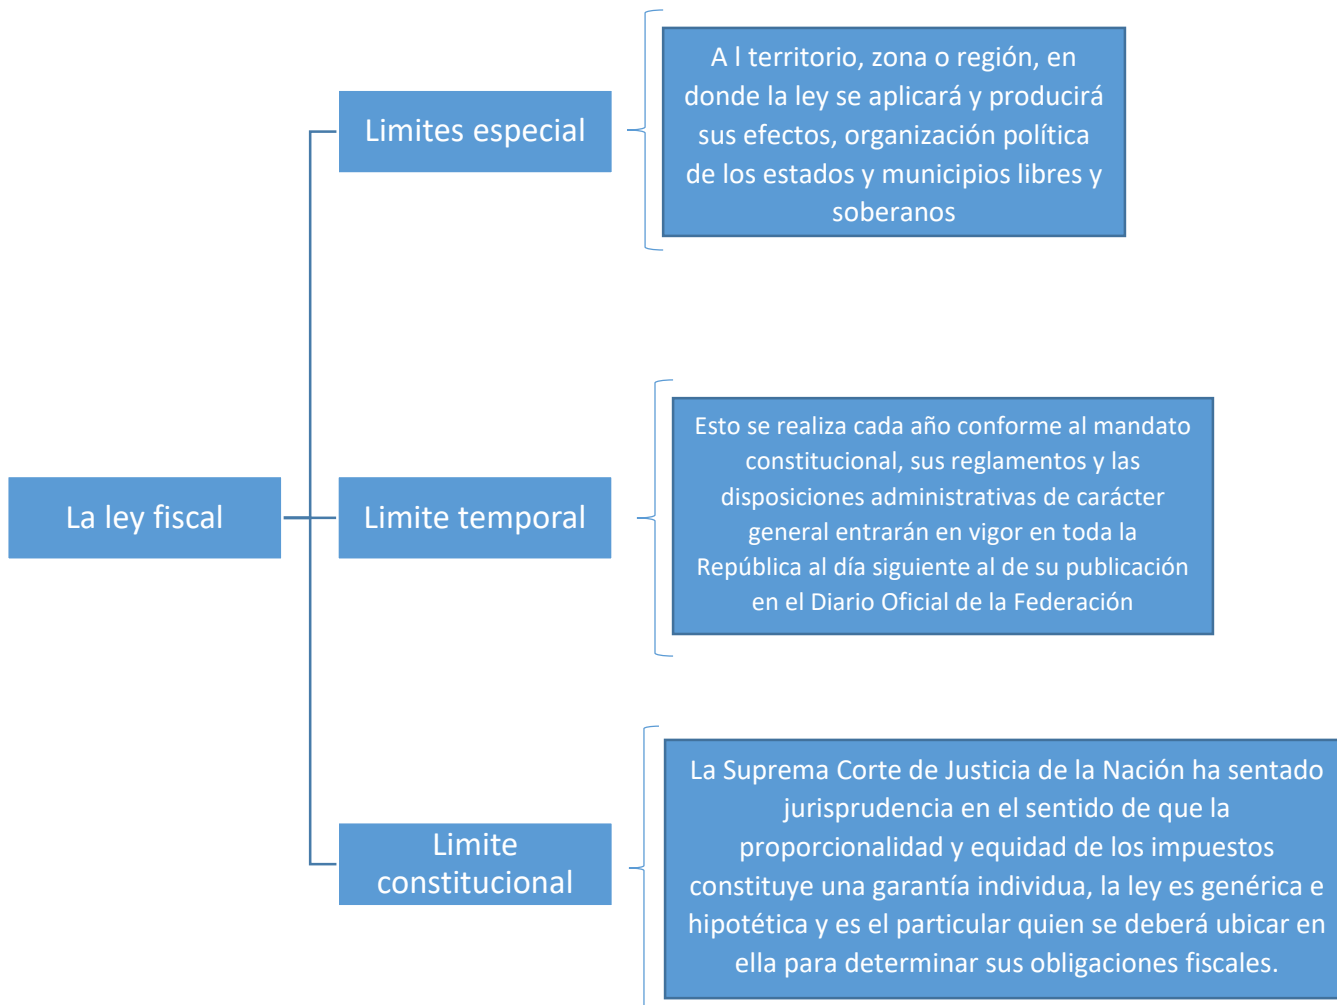 A l territorio, zona o región, en
donde la ley se aplicará y producirá
sus efectos, organización política
de los estados y municipios libres y
soberanos
Limites especial
Esto se realiza cada año conforme al mandato
constitucional, sus reglamentos y las
disposiciones administrativas de carácter
general entrarán en vigor en toda la
República al día siguiente al de su publicación
en el Diario Oficial de la Federación
La ley fiscal
Limite temporal
La Suprema Corte de Justicia de la Nación ha sentado
jurisprudencia en el sentido de que la
proporcionalidad y equidad de los impuestos
constituye una garantía individua, la ley es genérica e
hipotética y es el particular quien se deberá ubicar en
ella para determinar sus obligaciones fiscales.
Limite
constitucional